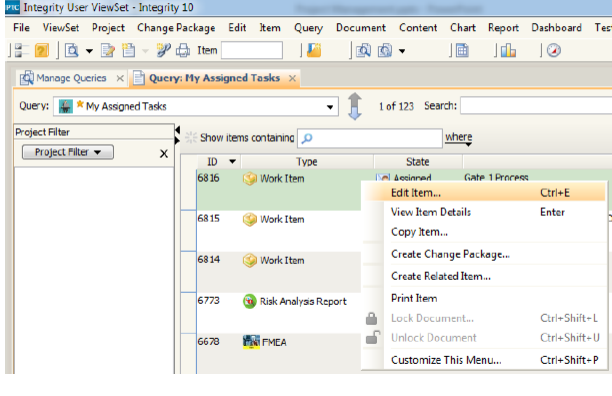 PTC Integrity User ViewSet - Integrity 10
File ViewSet Project Change Package Edit Item Query Document Content Chart Report Dashboard Tes
Item
Manage Queries × Query: My Assigned Tasks ×
Query: My Assigned Tasks 1 of 123 Search:
Project Filter
Show items containing where
Project Filter X
ID Type State
6816 Work Item Assigned Gate 1 Process
Edit Item... Ctrl+E
6815 Work Item
View Item Details Enter
Copy Item...
6814 Work Item
Create Change Package...
Create Related Item...
6773 Risk Analysis Report
Print Item
Lock Document... Ctrl+Shift+L
6678 FMEA
Unlock Document Ctrl+Shift+U
Customize This Menu... Ctrl+Shift+P